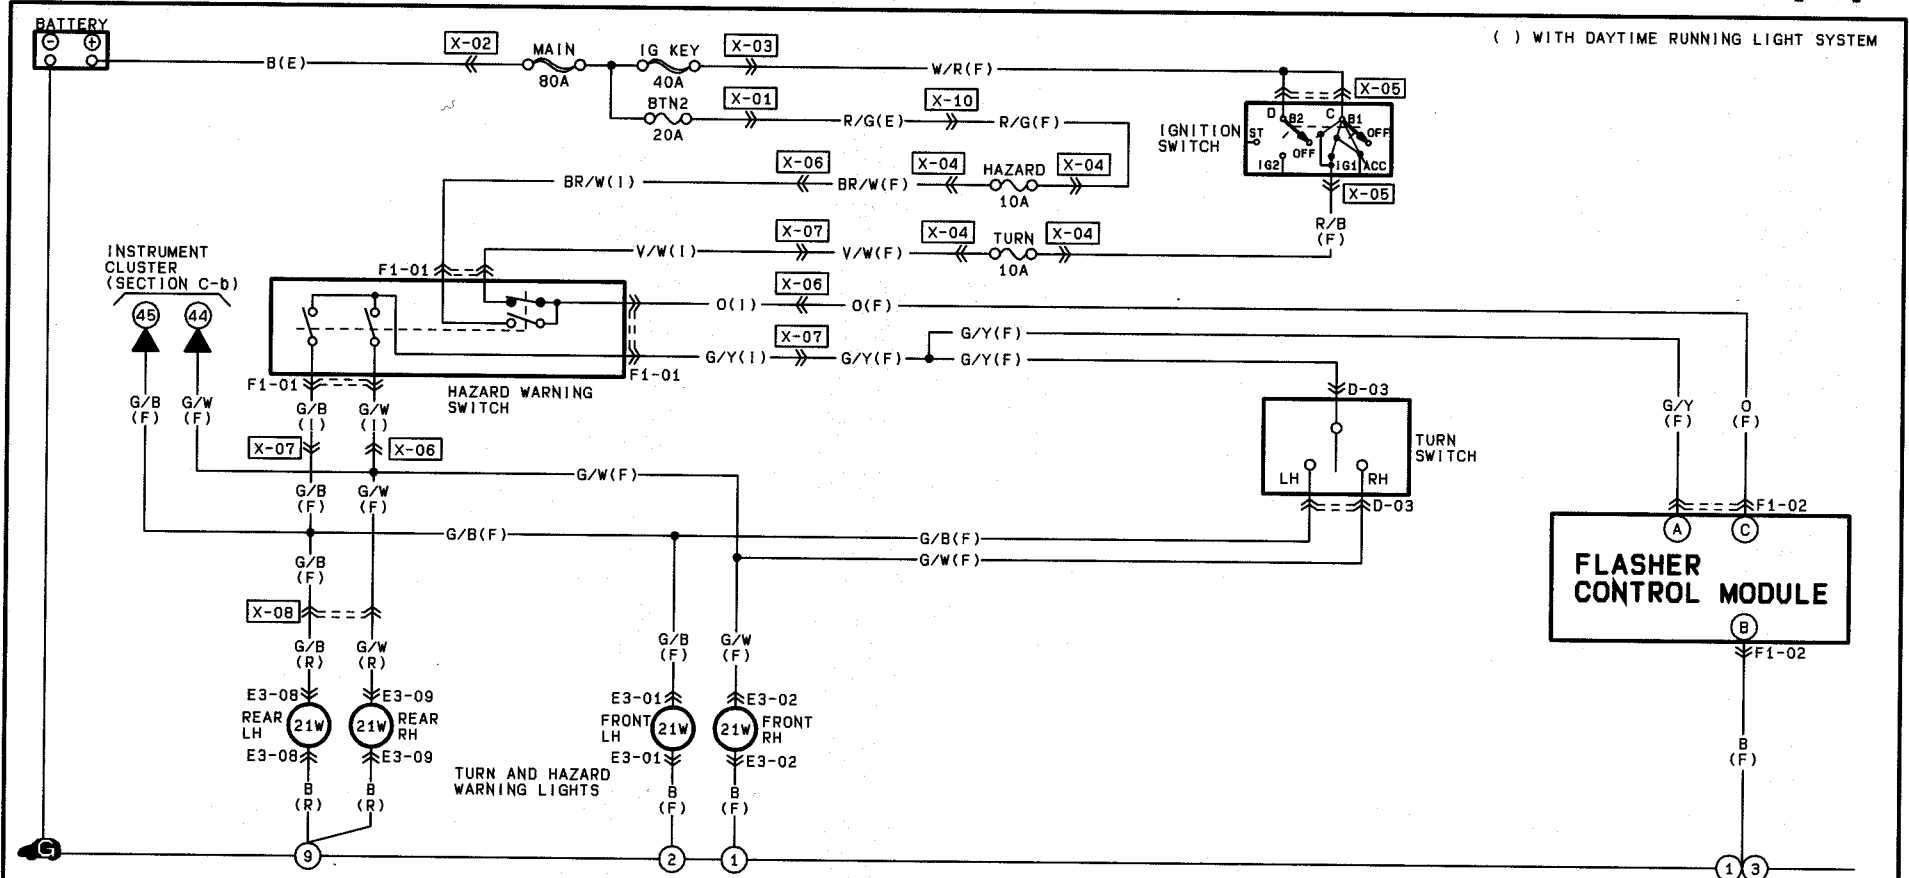 BATTERY
- +
( ) WITH DAYTIME RUNNING LIGHT SYSTEM
B(E)
X-02
MAIN
80A
IG KEY
40A
X-03
W/R(F)
X-05
BTN2
20A
X-01
R/G(E)
X-10
R/G(F)
IGNITION
SWITCH
D C
B2 B1
ST
OFF
OFF
IG2 IG1 ACC
X-05
R/B
(F)
BR/W(I)
X-06
BR/W(F)
X-04
HAZARD
10A
X-04
V/W(I)
X-07
V/W(F)
X-04
TURN
10A
X-04
INSTRUMENT
CLUSTER
(SECTION C-b)
45 44
F1-01
O(I)
X-06
O(F)
G/Y(I)
X-07
G/Y(F)
G/Y(F)
G/Y(F)
F1-01
F1-01
HAZARD WARNING
SWITCH
G/B
(F)
G/W
(F)
G/B
(I)
G/W
(I)
X-07
X-06
G/B
(F)
G/W
(F)
G/W(F)
D-03
TURN
SWITCH
LH RH
D-03
G/Y
(F)
O
(F)
F1-02
A C
FLASHER
CONTROL MODULE
B
F1-02
B
(F)
G/B(F)
G/B(F)
G/W(F)
G/B
(F)
X-08
G/B
(R)
G/W
(R)
G/B
(F)
G/W
(F)
E3-08
E3-09
E3-01
E3-02
REAR
LH
21W
21W
REAR
RH
FRONT
LH
21W
21W
FRONT
RH
E3-08
E3-09
E3-01
E3-02
TURN AND HAZARD
WARNING LIGHTS
B
(R)
B
(R)
B
(F)
B
(F)
G
9
2
1
1
3